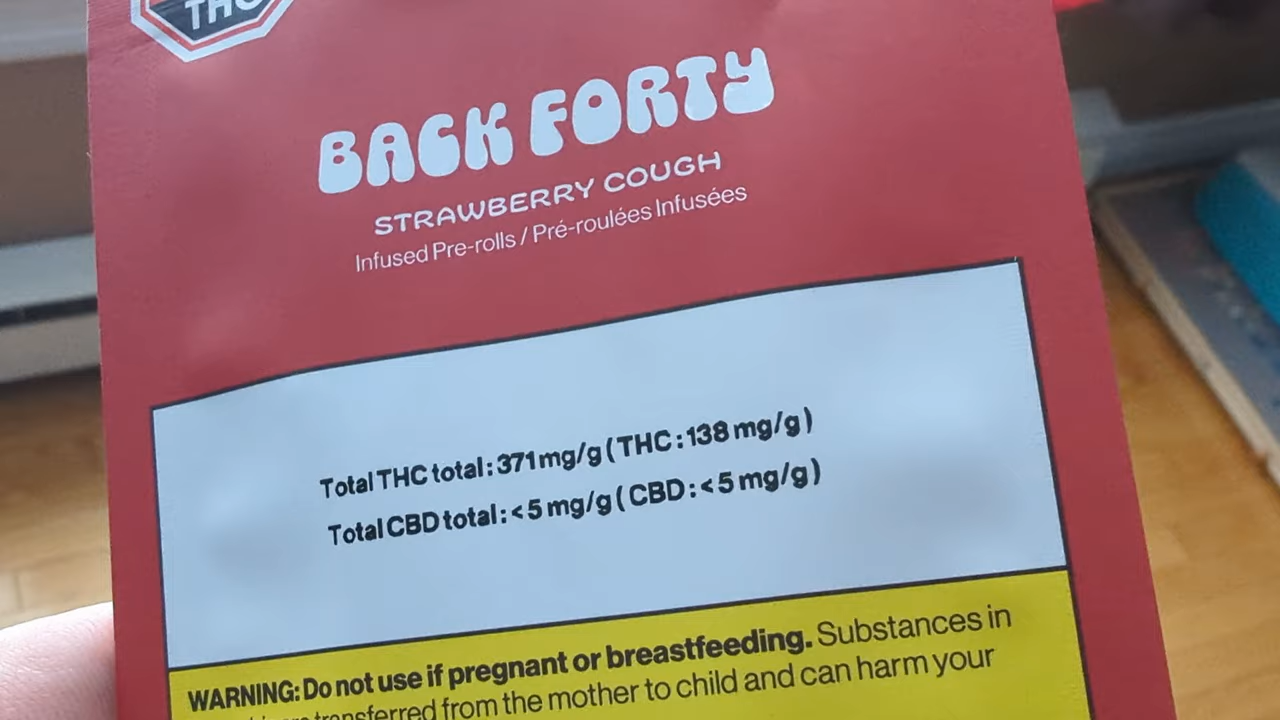 THC
BACK FORTY
STRAWBERRY COUGH
Infused Pre-rolls / Pré-roulées Infusées
Total THC total: 371 mg/g (THC: 138 mg/g)
Total CBD total: <5 mg/g (CBD: <5 mg/g)
WARNING: Do not use if pregnant or breastfeeding. Substances in
transferred from the mother to child and can harm your